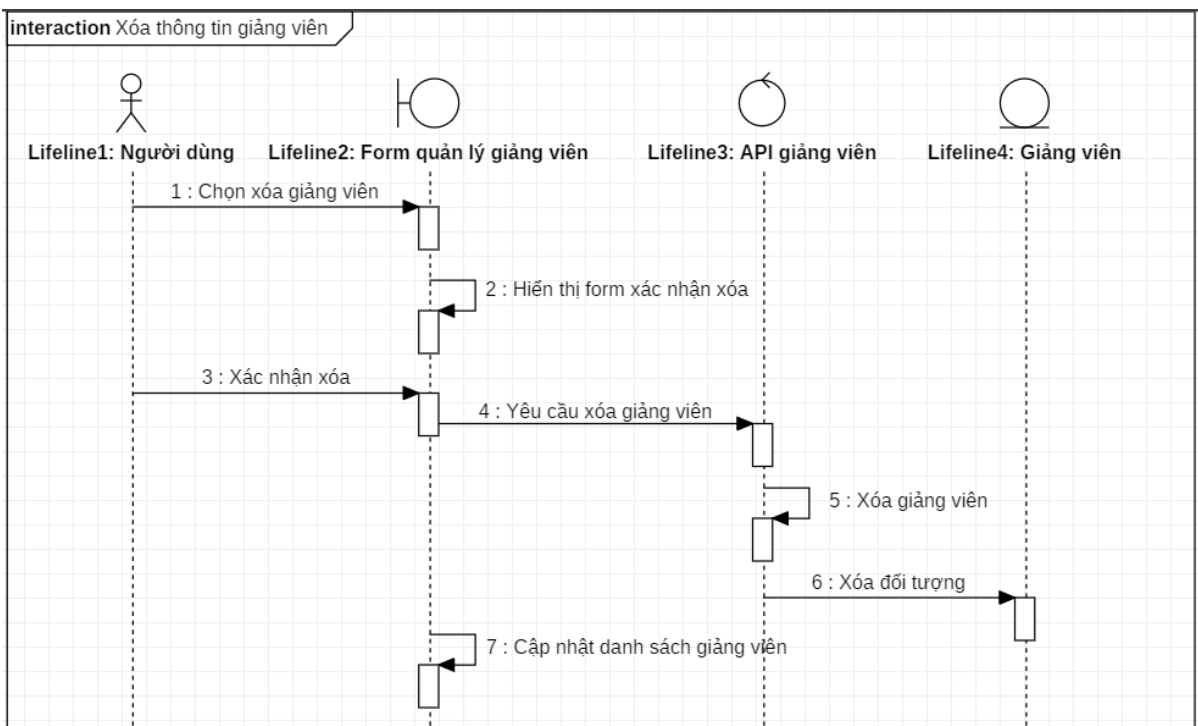 interaction Xóa thông tin giảng viên
Lifeline1: Người dùng
Lifeline2: Form quản lý giảng viên
Lifeline3: API giảng viên
Lifeline4: Giảng viên
1 : Chọn xóa giảng viên
2 : Hiển thị form xác nhận xóa
3 : Xác nhận xóa
4 : Yêu cầu xóa giảng viên
5 : Xóa giảng viên
6 : Xóa đối tượng
7 : Cập nhật danh sách giảng viên